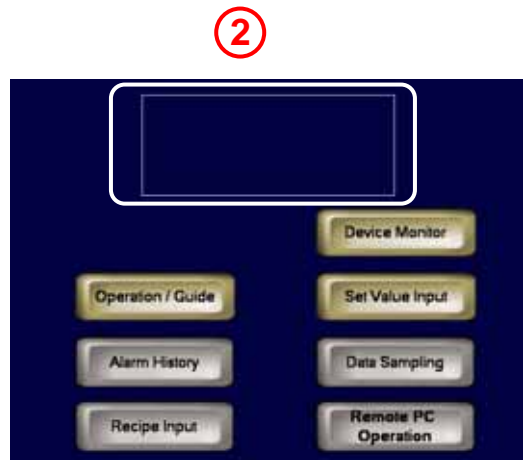 2
Device Monitor
Operation / Guide
Set Value Input
Alarm History
Data Sampling
Recipe Input
Remote PC
Operation